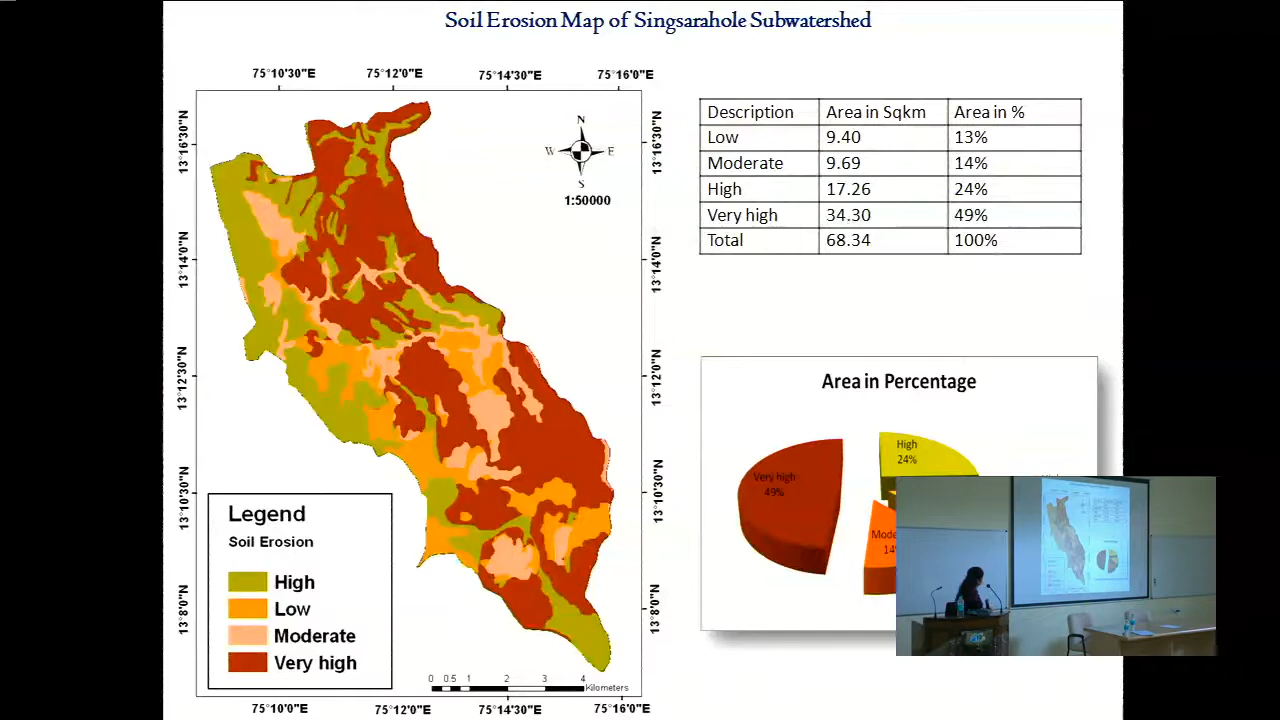 Soil Erosion Map of Singsarahole Subwatershed
75°10'30"E 75°12'0"E 75°14'30"E 75°16'0"E
13°16'30"N
13°14'0"N
13°12'30"N
13°10'30"N
13°8'0"N
N
W E
S
1:50000
13°16'30"N
13°14'0"N
13°12'0"N
13°10'30"N
13°8'0"N
Legend
Soil Erosion
High
Low
Moderate
Very high
0 0.5 1 2 3 4
Kilometers
75°10'0"E 75°12'0"E 75°14'30"E 75°16'0"E
Description Area in Sqkm Area in %
Low 9.40 13%
Moderate 9.69 14%
High 17.26 24%
Very high 34.30 49%
Total 68.34 100%
Area in Percentage
High
24%
Very high
49%
Mode
14